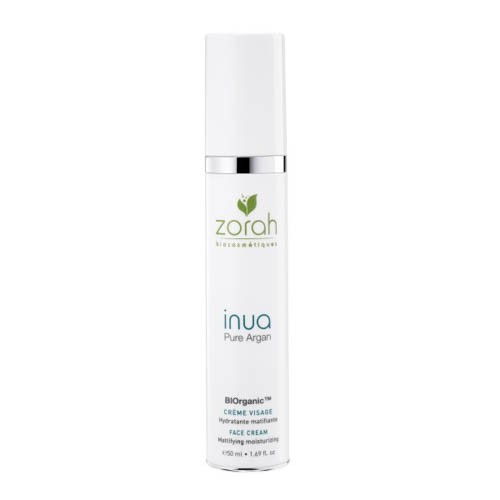 zorah
biocosmétiques
inua
Pure Argan
BIOrganic™
CRÈME VISAGE
Hydratante matifiante
FACE CREAM
Mattifying moisturizing
℮50 ml • 1.69 fl. oz